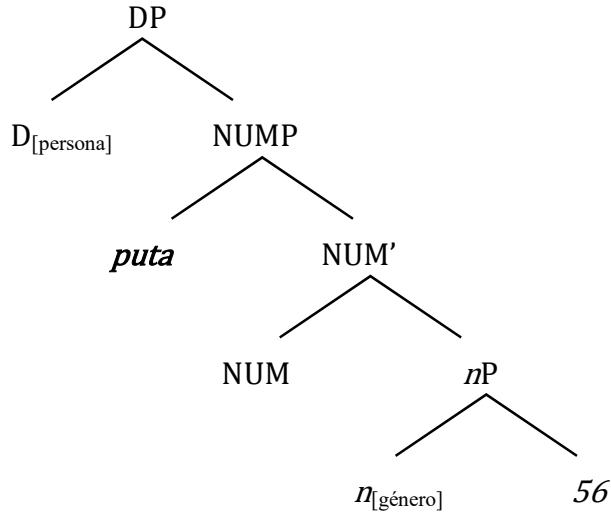 DP
D[persona] NUMP
puta NUM’
NUM nP
n[género] 56